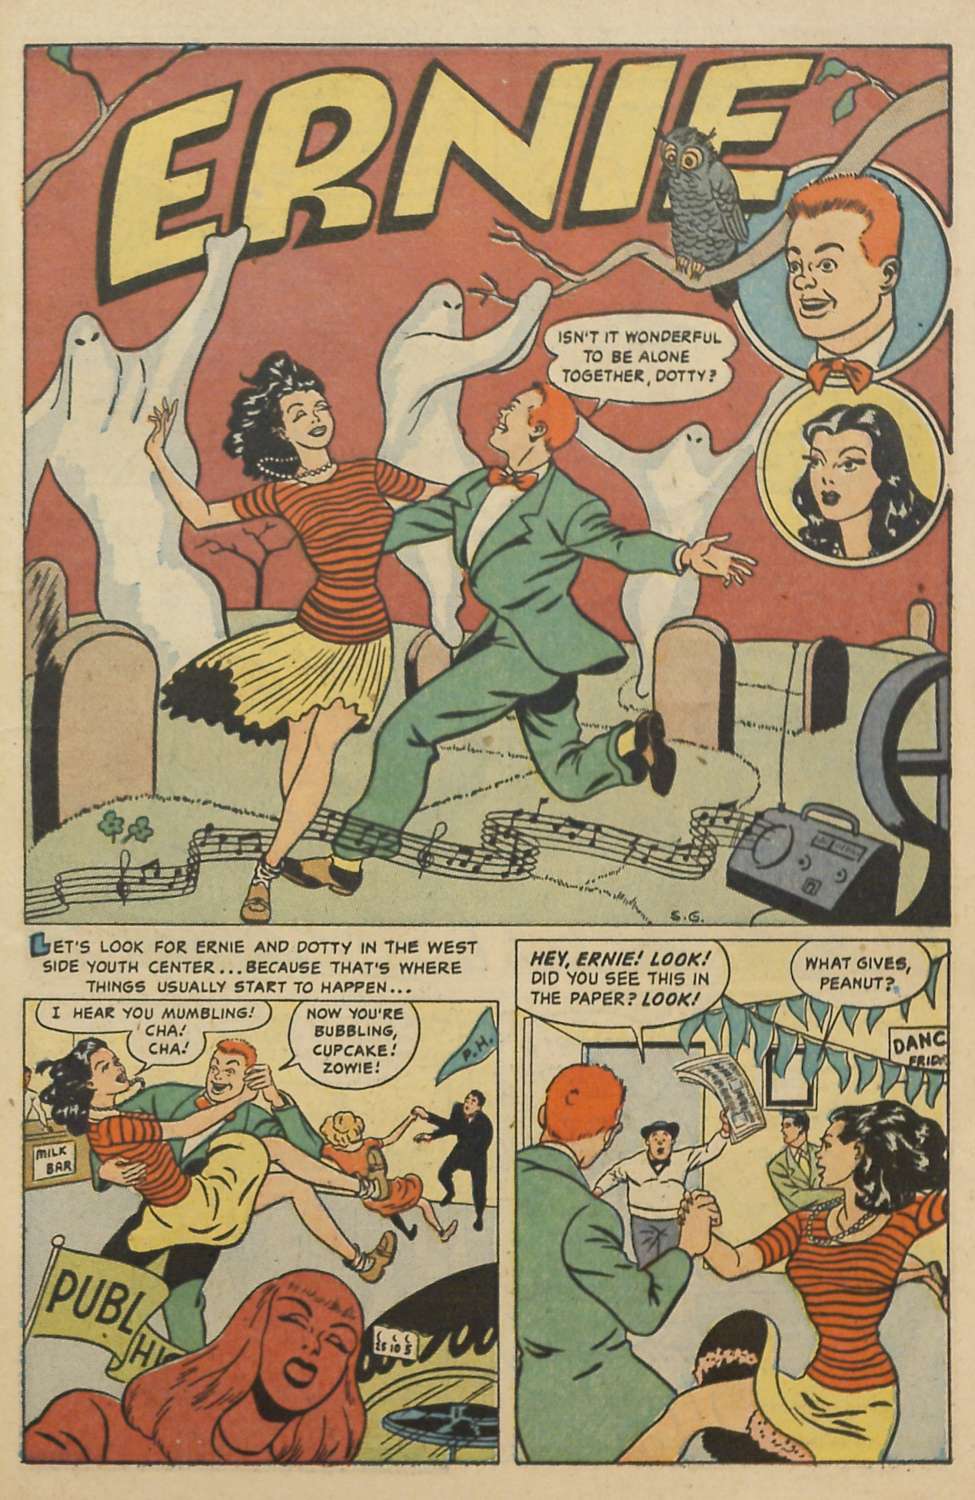 ERNIE
ISN'T IT WONDERFUL
TO BE ALONE
TOGETHER, DOTTY?
S.G.
LET'S LOOK FOR ERNIE AND DOTTY IN THE WEST
SIDE YOUTH CENTER... BECAUSE THAT'S WHERE
THINGS USUALLY START TO HAPPEN...
I HEAR YOU MUMBLING!
CHA!
CHA!
NOW YOU'RE
BUBBLING,
CUPCAKE!
ZOWIE!
P.H.
MILK
BAR
PUBL
HI
¢ ¢ ¢
25 10 5
HEY, ERNIE! LOOK!
DID YOU SEE THIS IN
THE PAPER? LOOK!
WHAT GIVES,
PEANUT?
DANC
FRID